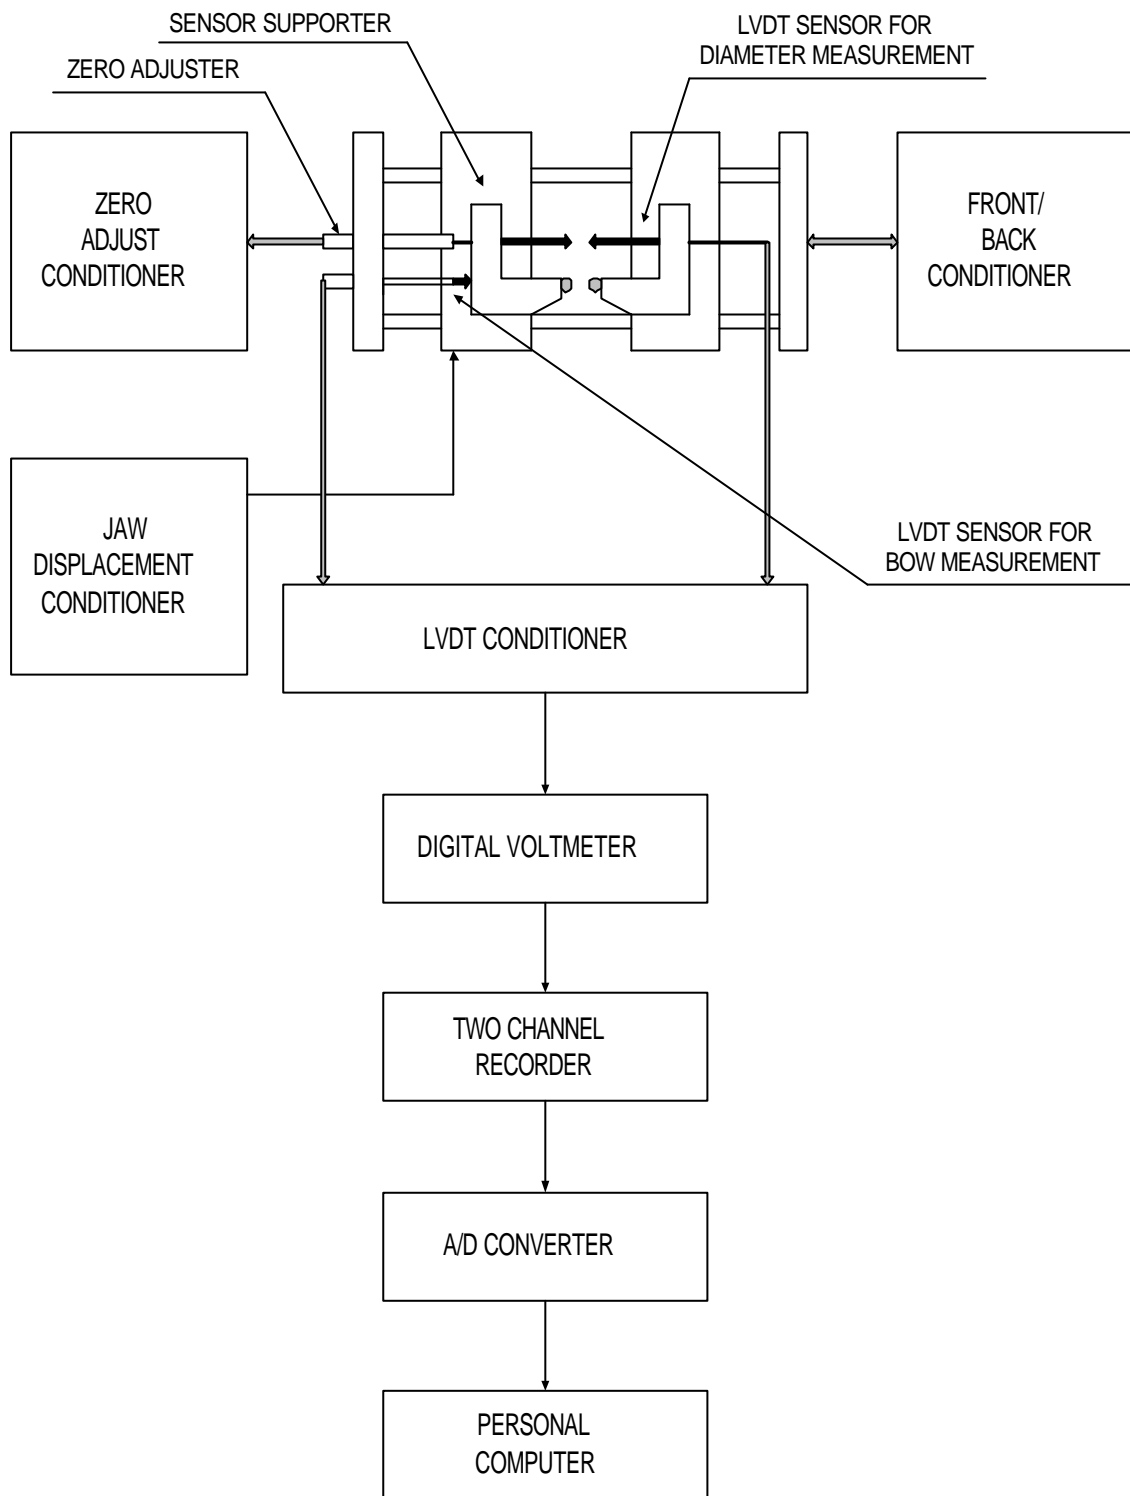 SENSOR SUPPORTER
LVDT SENSOR FOR
DIAMETER MEASUREMENT
ZERO ADJUSTER
ZERO
ADJUST
CONDITIONER
FRONT/
BACK
CONDITIONER
JAW
DISPLACEMENT
CONDITIONER
LVDT SENSOR FOR
BOW MEASUREMENT
LVDT CONDITIONER
DIGITAL VOLTMETER
TWO CHANNEL
RECORDER
A/D CONVERTER
PERSONAL
COMPUTER